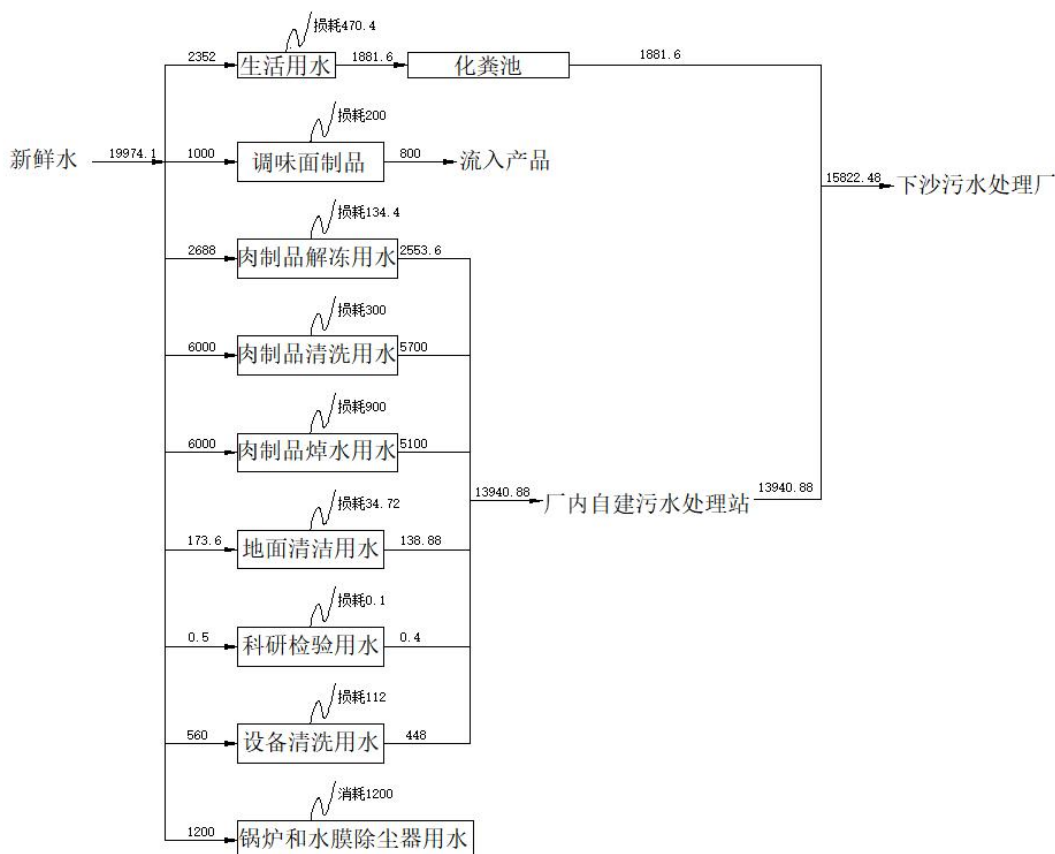 损耗470.4
2352
生活用水
1881.6
化粪池
1881.6
损耗200
新鲜水
19974.1
1000
调味面制品
800
流入产品
15822.48
下沙污水处理厂
损耗134.4
2688
肉制品解冻用水
2553.6
损耗300
6000
肉制品清洗用水
5700
损耗900
6000
肉制品焯水用水
5100
13940.88
厂内自建污水处理站
13940.88
损耗34.72
173.6
地面清洁用水
138.88
损耗0.1
0.5
科研检验用水
0.4
损耗112
560
设备清洗用水
448
消耗1200
1200
锅炉和水膜除尘器用水